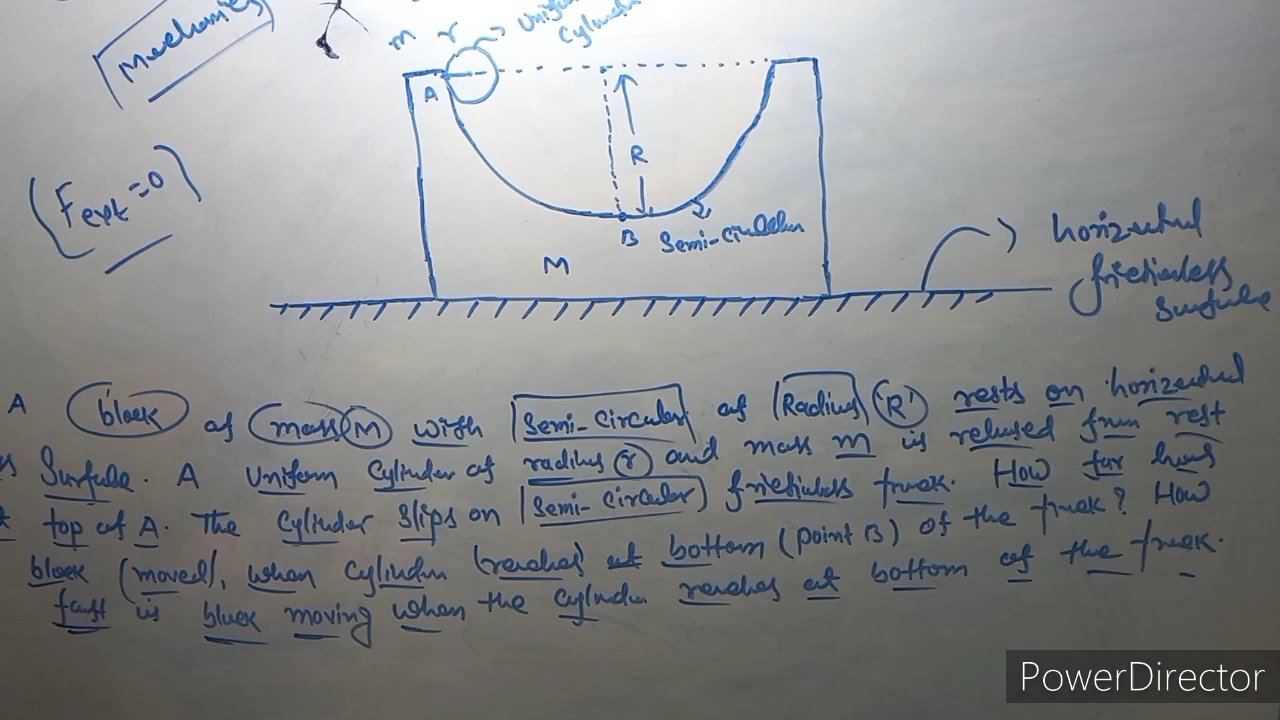 Mechanics
m r → Uniform
Cylinder
A
R
(Fext=0)
B Semi-Circular
M
horizontal
frictionless
Surface
A block of mass(M) with Semi-Circular of Radius 'R' rests on horizontal
Surface. A Uniform Cylinder of radius (r) and mass m is relased from rest
top of A. The Cylinder Slips on Semi-Circular frictionless track. How far has
block (moved), when Cylinder (reaches) at bottom (point B) of the track? How
fast is block moving when the Cylinder reaches at bottom of the track.
PowerDirector